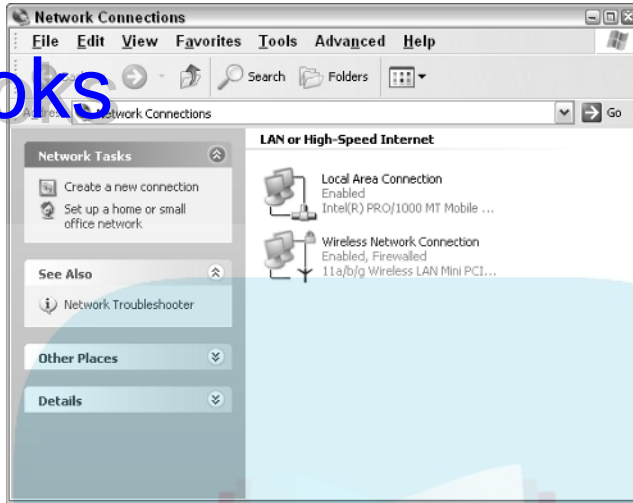 Network Connections
File Edit View Favorites Tools Advanced Help
oks
Search Folders
Network Connections Go
LAN or High-Speed Internet
Network Tasks
Create a new connection
Set up a home or small
office network
Local Area Connection
Enabled
Intel(R) PRO/1000 MT Mobile ...
Wireless Network Connection
Enabled, Firewalled
11a/b/g Wireless LAN Mini PCI...
See Also
Network Troubleshooter
Other Places
Details